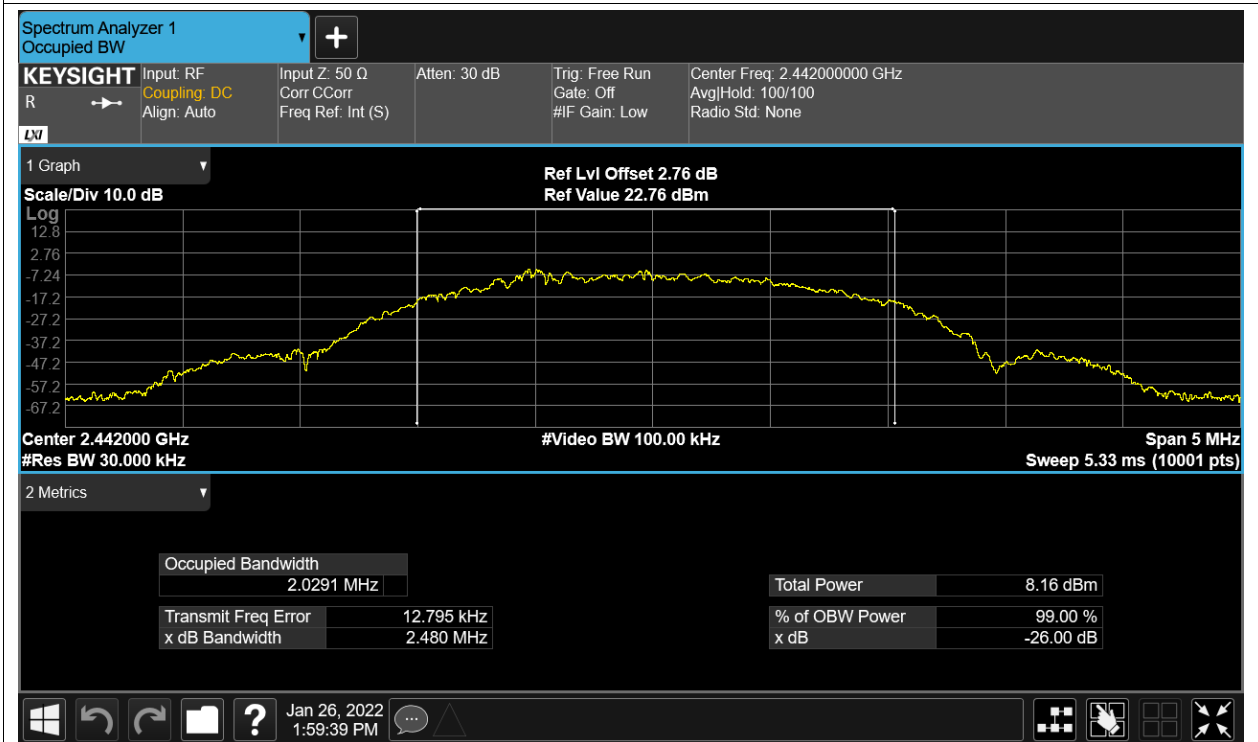 Spectrum Analyzer 1
Occupied BW
KEYSIGHT
R
LXI
Input: RF
Coupling: DC
Align: Auto
Input Z: 50 Ω
Corr CCorr
Freq Ref: Int (S)
Atten: 30 dB
Trig: Free Run
Gate: Off
#IF Gain: Low
Center Freq: 2.442000000 GHz
Avg|Hold: 100/100
Radio Std: None
1 Graph
Scale/Div 10.0 dB
Ref Lvl Offset 2.76 dB
Ref Value 22.76 dBm
Log
12.8
2.76
-7.24
-17.2
-27.2
-37.2
-47.2
-57.2
-67.2
Center 2.442000 GHz
#Video BW 100.00 kHz
Span 5 MHz
#Res BW 30.000 kHz
Sweep 5.33 ms (10001 pts)
2 Metrics
Occupied Bandwidth
2.0291 MHz
Total Power 8.16 dBm
Transmit Freq Error 12.795 kHz
% of OBW Power 99.00 %
x dB Bandwidth 2.480 MHz
x dB -26.00 dB
?
Jan 26, 2022
1:59:39 PM